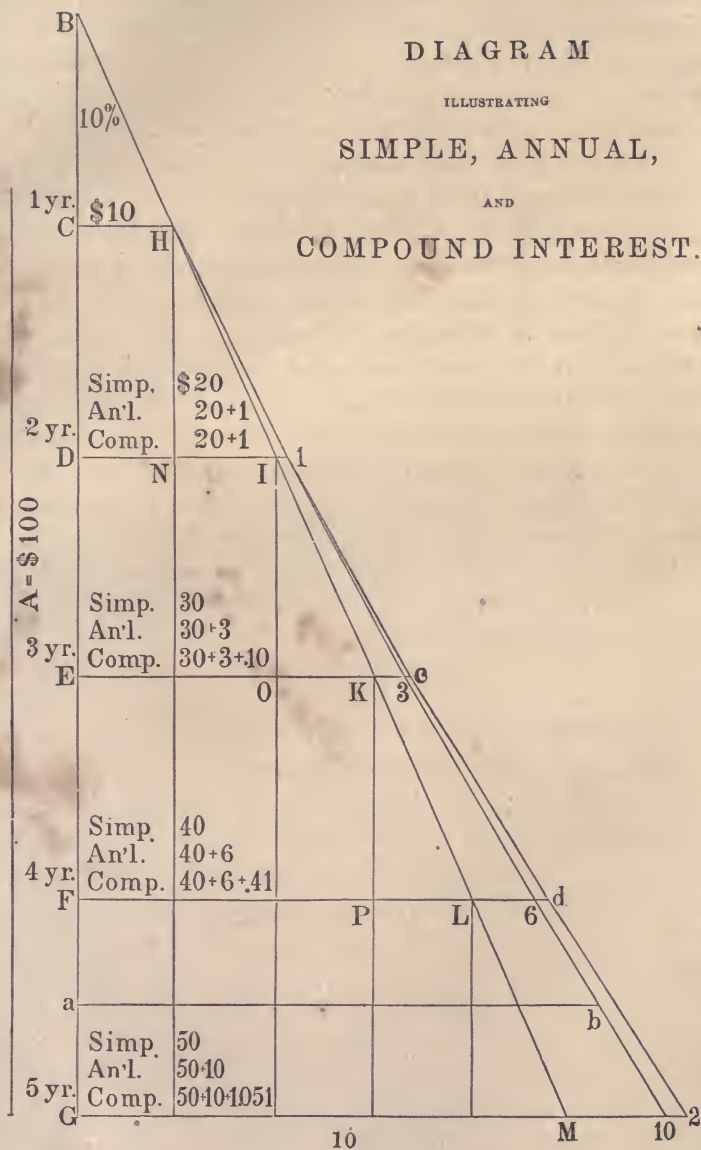 B
DIAGRAM
ILLUSTRATING
SIMPLE, ANNUAL,
AND
COMPOUND INTEREST.
10%
1 yr.
C $10 H
Simp. $20
An'l. 20+1
2 yr. Comp. 20+1
D N I 1
A = $100
Simp. 30
An'l. 30+3
3 yr. Comp. 30+3+.10
E O K 3 c
Simp. 40
An'l. 40+6
4 yr. Comp. 40+6+.41
F P L 6 d
a b
Simp. 50
An'l. 50+10
5 yr. Comp. 50+10+1.051
G M 10 2
10